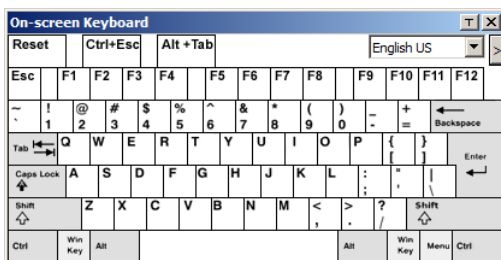 On-screen Keyboard T X
Reset Ctrl+Esc Alt +Tab English US >
Esc F1 F2 F3 F4 F5 F6 F7 F8 F9 F10 F11 F12
~ ! @ # $ % ^ & * ( ) _ +
` 1 2 3 4 5 6 7 8 9 0 - = Backspace
Tab Q W E R T Y U I O P { }
[ ] Enter
Caps Lock A S D F G H J K L : " |
; ' \
Shift Z X C V B N M < > ? Shift
, . /
Ctrl Win Key Alt Alt Win Key Menu Ctrl